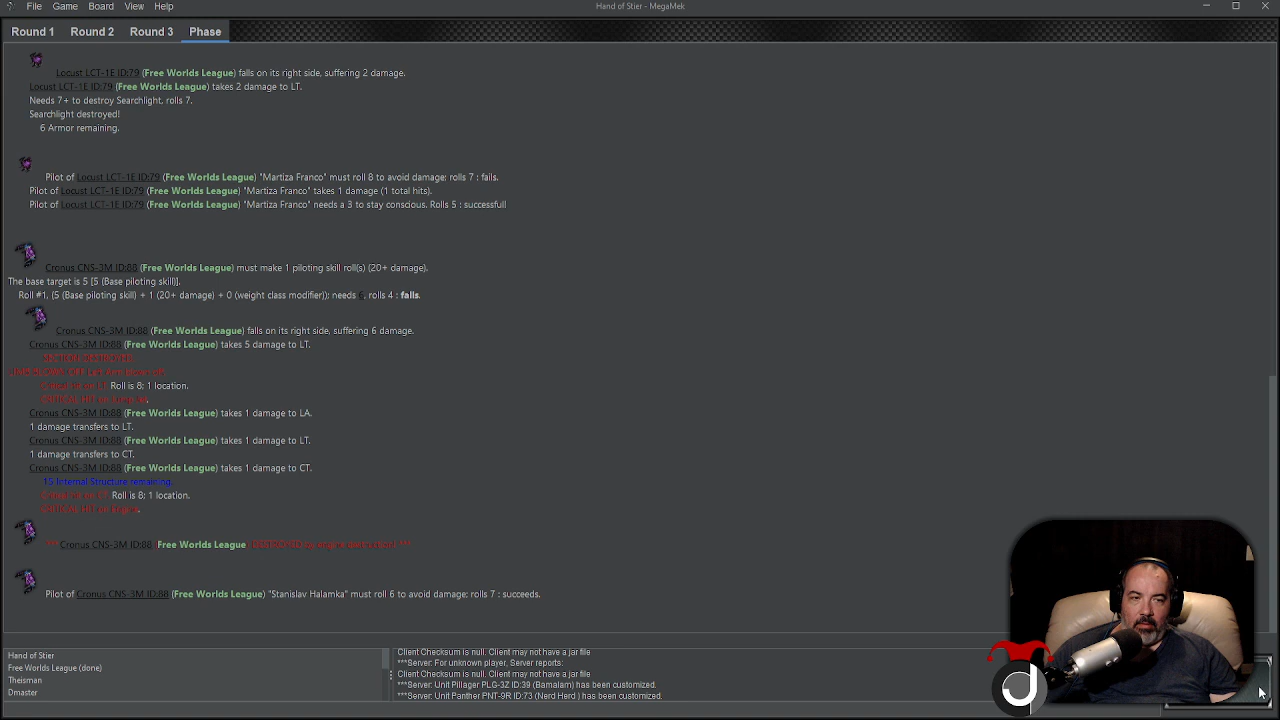 File Game Board View Help
Hand of Stier - MegaMek
Round 1 Round 2 Round 3 Phase
Locust LCT-1E ID:79 (Free Worlds League) falls on its right side, suffering 2 damage.
Locust LCT-1E ID:79 (Free Worlds League) takes 2 damage to LT.
Needs 7+ to destroy Searchlight, rolls 7.
Searchlight destroyed!
6 Armor remaining.
Pilot of Locust LCT-1E ID:79 (Free Worlds League) "Martiza Franco" must roll 8 to avoid damage; rolls 7 : fails.
Pilot of Locust LCT-1E ID:79 (Free Worlds League) "Martiza Franco" takes 1 damage (1 total hits).
Pilot of Locust LCT-1E ID:79 (Free Worlds League) "Martiza Franco" needs a 3 to stay conscious. Rolls 5 : successful!
Cronus CNS-3M ID:88 (Free Worlds League) must make 1 piloting skill roll(s) (20+ damage).
The base target is 5 [5 (Base piloting skill)].
Roll #1, (5 (Base piloting skill) + 1 (20+ damage) + 0 (weight class modifier)); needs 6, rolls 4 : falls.
Cronus CNS-3M ID:88 (Free Worlds League) falls on its right side, suffering 6 damage.
Cronus CNS-3M ID:88 (Free Worlds League) takes 5 damage to LT.
SECTION DESTROYED
Roll is 8; 1 location.
Cronus CNS-3M ID:88 (Free Worlds League) takes 1 damage to LA.
1 damage transfers to LT.
Cronus CNS-3M ID:88 (Free Worlds League) takes 1 damage to LT.
1 damage transfers to CT.
Cronus CNS-3M ID:88 (Free Worlds League) takes 1 damage to CT.
15 Internal Structure remaining.
Roll is 8; 1 location.
CRITICAL HIT on Engine.
*** Cronus CNS-3M ID:88 (Free Worlds League) DESTROYED by engine destruction! ***
Pilot of Cronus CNS-3M ID:88 (Free Worlds League) "Stanislav Halamka" must roll 6 to avoid damage; rolls 7 : succeeds.
Hand of Stier
Free Worlds League (done)
Theisman
Dmaster
Client Checksum is null. Client may not have a jar file
***Server: For unknown player, Server reports:
Client Checksum is null. Client may not have a jar file
***Server: Unit Pillager PLG-3Z ID:39 (Bamalam) has been customized.
***Server: Unit Panther PNT-9R ID:73 (Nerd Herd ) has been customized.